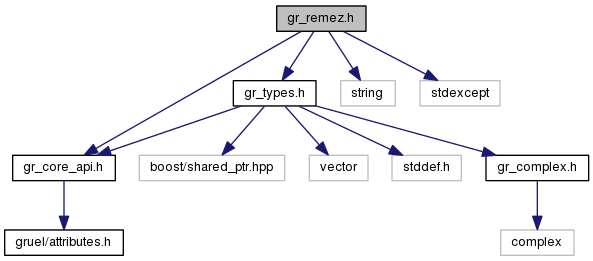 gr_remez.h
gr_types.h
string
stdexcept
gr_core_api.h
boost/shared_ptr.hpp
vector
stddef.h
gr_complex.h
gruel/attributes.h
complex